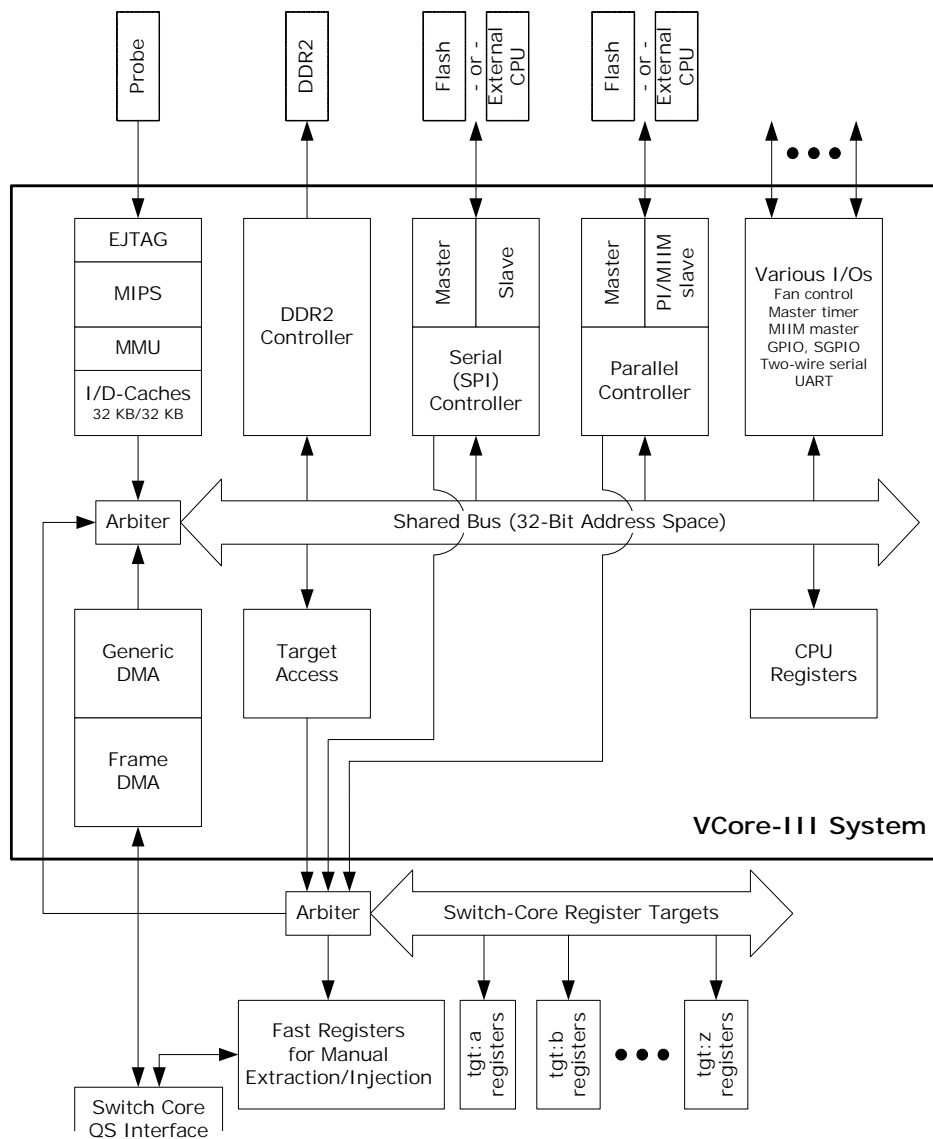 Probe
DDR2
Flash
- or -
External
CPU
Flash
- or -
External
CPU
EJTAG
MIPS
MMU
I/D-Caches
32 KB/32 KB
DDR2
Controller
Master
Slave
Serial
(SPI)
Controller
Master
PI/MIIM
slave
Parallel
Controller
Various I/Os
Fan control
Master timer
MIIM master
GPIO, SGPIO
Two-wire serial
UART
Arbiter
Shared Bus (32-Bit Address Space)
Generic
DMA
Frame
DMA
Target
Access
CPU
Registers
VCore-III System
Arbiter
Switch-Core Register Targets
Fast Registers
for Manual
Extraction/Injection
tgt:a
registers
tgt:b
registers
tgt:z
registers
Switch Core
QS Interface